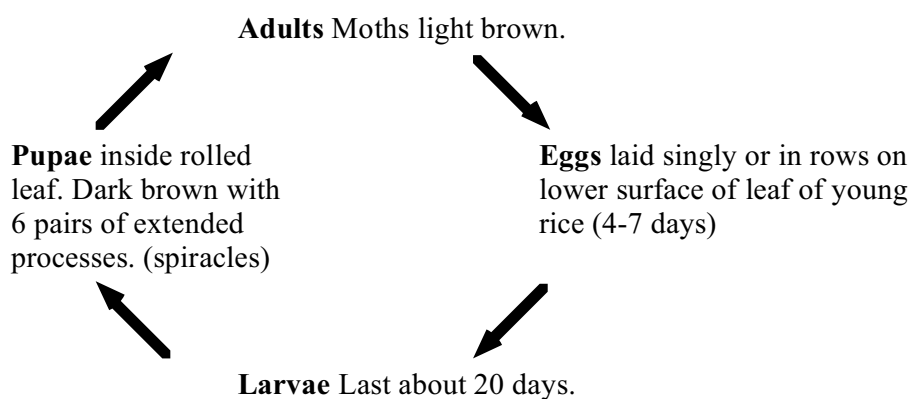 Adults Moths light brown.
Pupae inside rolled
leaf. Dark brown with
6 pairs of extended
processes. (spiracles)
Eggs laid singly or in rows on
lower surface of leaf of young
rice (4-7 days)
Larvae Last about 20 days.